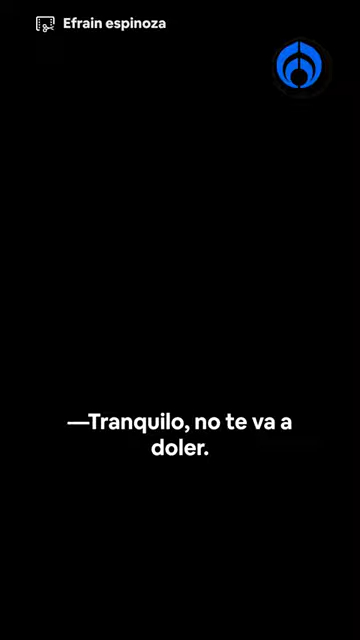 Efrain espinoza
—Tranquilo, no te va a
doler.